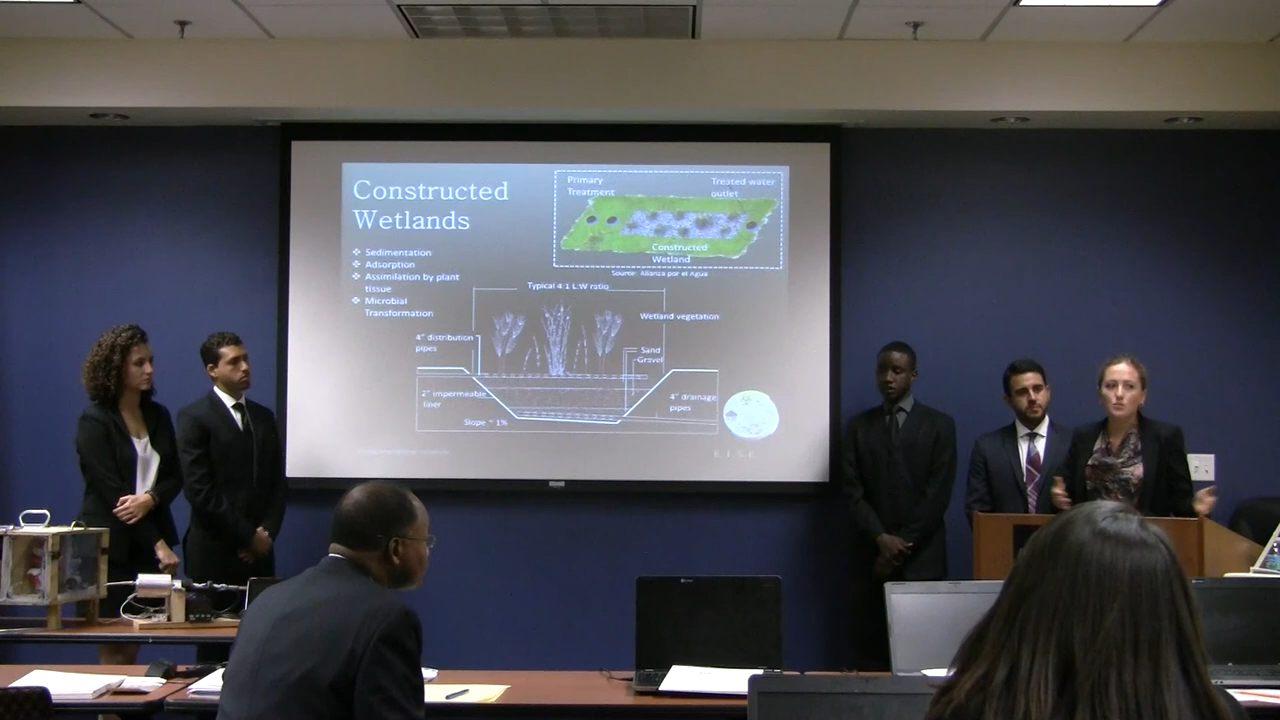 Constructed
Wetlands
❖ Sedimentation
❖ Adsorption
❖ Assimilation by plant
tissue
❖ Microbial
Transformation
Primary
Treatment
Treated water
outlet
Constructed
Wetland
Source: Alianza por el Agua
Typical 4:1 L:W ratio
Wetland vegetation
4" distribution
pipes
Sand
Gravel
2" impermeable
liner
4" drainage
pipes
Slope ~ 1%